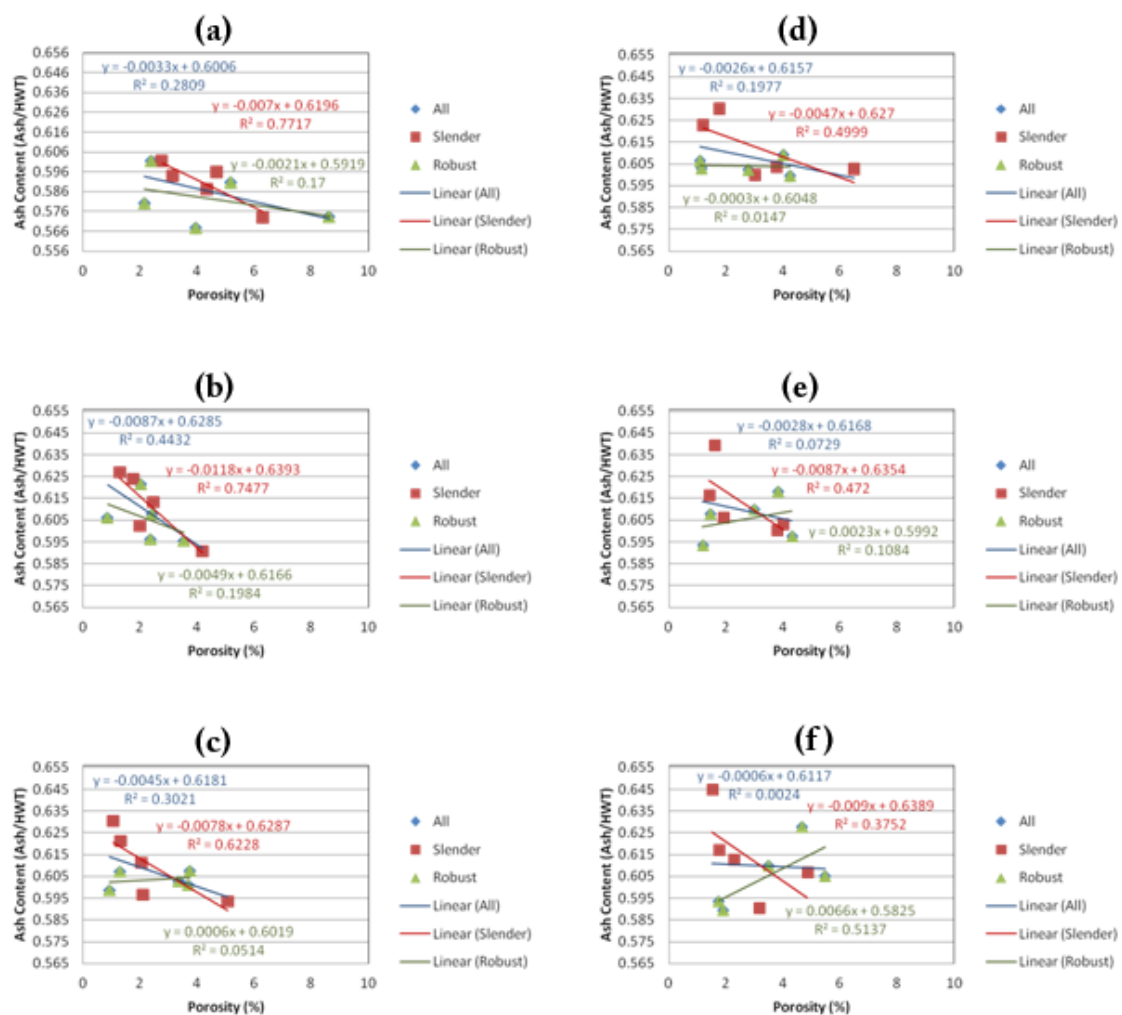 (a)
0.656
0.646
0.636
0.626
0.616
0.606
0.596
0.586
0.576
0.566
0.556
Ash Content (Ash/HWT)
y = -0.0033x + 0.6006
R² = 0.2809
y = -0.007x + 0.6196
R² = 0.7717
y = -0.0021x + 0.5919
R² = 0.17
0 2 4 6 8 10
Porosity (%)
All
Slender
Robust
Linear (All)
Linear (Slender)
Linear (Robust)
(d)
0.655
0.645
0.635
0.625
0.615
0.605
0.595
0.585
0.575
0.565
Ash Content (Ash/HWT)
y = -0.0026x + 0.6157
R² = 0.1977
y = -0.0047x + 0.627
R² = 0.4999
y = -0.0003x + 0.6048
R² = 0.0147
0 2 4 6 8 10
Porosity (%)
All
Slender
Robust
Linear (All)
Linear (Slender)
Linear (Robust)
(b)
0.655
0.645
0.635
0.625
0.615
0.605
0.595
0.585
0.575
0.565
Ash Content (Ash/HWT)
y = -0.0087x + 0.6285
R² = 0.4432
y = -0.0118x + 0.6393
R² = 0.7477
y = -0.0049x + 0.6166
R² = 0.1984
0 2 4 6 8 10
Porosity (%)
All
Slender
Robust
Linear (All)
Linear (Slender)
Linear (Robust)
(e)
0.655
0.645
0.635
0.625
0.615
0.605
0.595
0.585
0.575
0.565
Ash Content (Ash/HWT)
y = -0.0028x + 0.6168
R² = 0.0729
y = -0.0087x + 0.6354
R² = 0.472
y = 0.0023x + 0.5992
R² = 0.1084
0 2 4 6 8 10
Porosity (%)
All
Slender
Robust
Linear (All)
Linear (Slender)
Linear (Robust)
(c)
0.655
0.645
0.635
0.625
0.615
0.605
0.595
0.585
0.575
0.565
Ash Content (Ash/HWT)
y = -0.0045x + 0.6181
R² = 0.3021
y = -0.0078x + 0.6287
R² = 0.6228
y = 0.0006x + 0.6019
R² = 0.0514
0 2 4 6 8 10
Porosity (%)
All
Slender
Robust
Linear (All)
Linear (Slender)
Linear (Robust)
(f)
0.655
0.645
0.635
0.625
0.615
0.605
0.595
0.585
0.575
0.565
Ash Content (Ash/HWT)
y = -0.0006x + 0.6117
R² = 0.0024
y = -0.009x + 0.6389
R² = 0.3752
y = 0.0066x + 0.5825
R² = 0.5137
0 2 4 6 8 10
Porosity (%)
All
Slender
Robust
Linear (All)
Linear (Slender)
Linear (Robust)